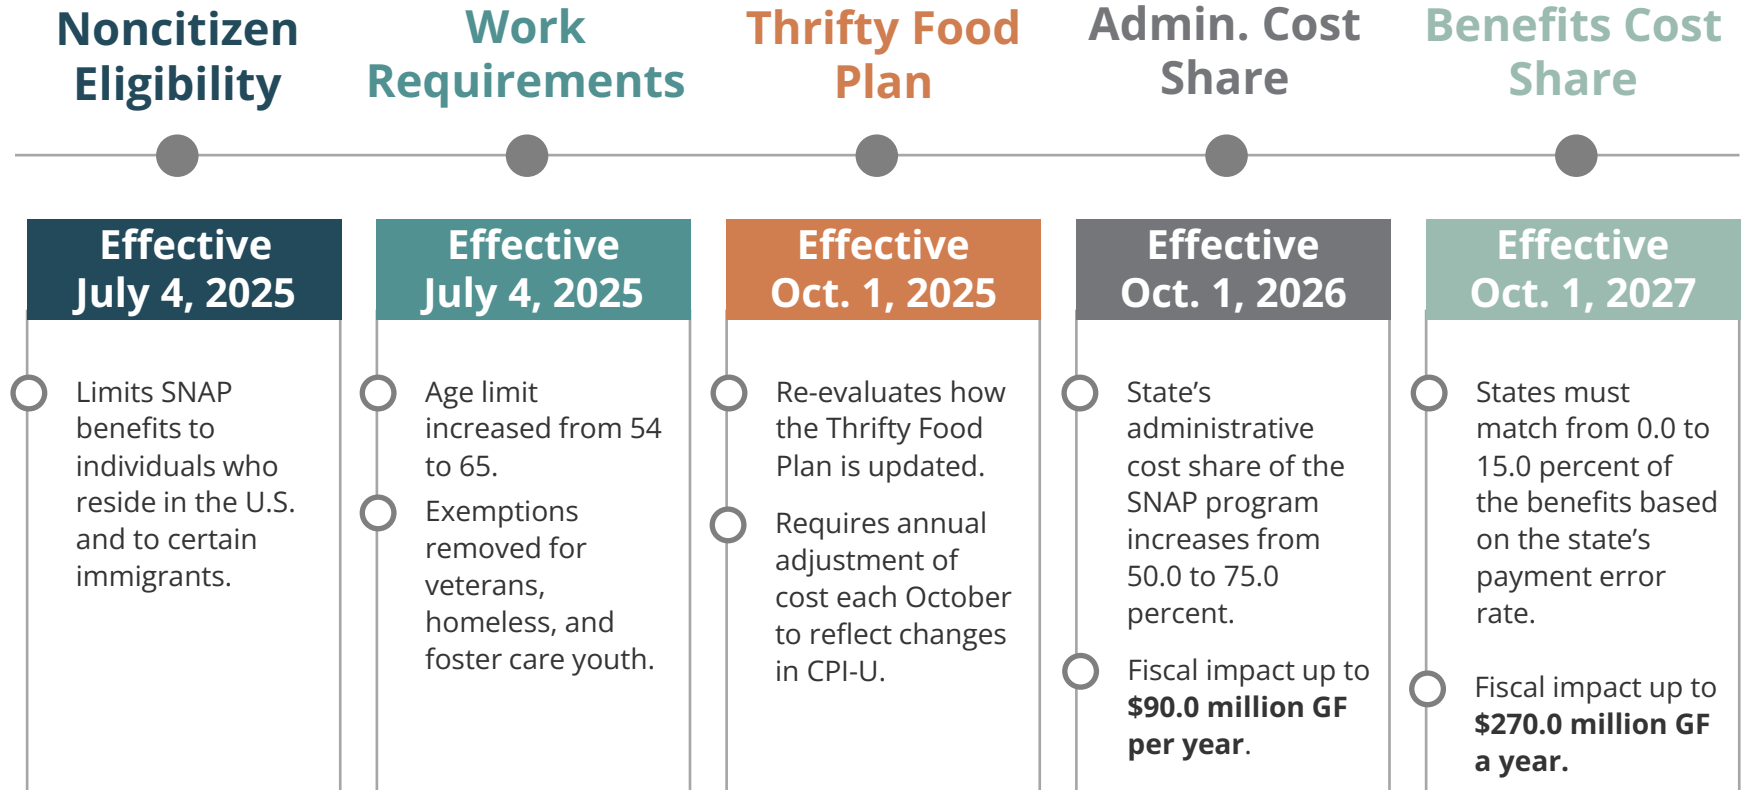 Noncitizen
Eligibility
Effective
July 4, 2025
Limits SNAP
benefits to
individuals who
reside in the U.S.
and to certain
immigrants.
Work
Requirements
Effective
July 4, 2025
Age limit
increased from 54
to 65.
Exemptions
removed for
veterans,
homeless, and
foster care youth.
Thrifty Food
Plan
Effective
Oct. 1, 2025
Re-evaluates how
the Thrifty Food
Plan is updated.
Requires annual
adjustment of
cost each October
to reflect changes
in CPI-U.
Admin. Cost
Share
Effective
Oct. 1, 2026
State’s
administrative
cost share of the
SNAP program
increases from
50.0 to 75.0
percent.
Fiscal impact up to
$90.0 million GF
per year.
Benefits Cost
Share
Effective
Oct. 1, 2027
States must
match from 0.0 to
15.0 percent of
the benefits based
on the state’s
payment error
rate.
Fiscal impact up to
$270.0 million GF
a year.